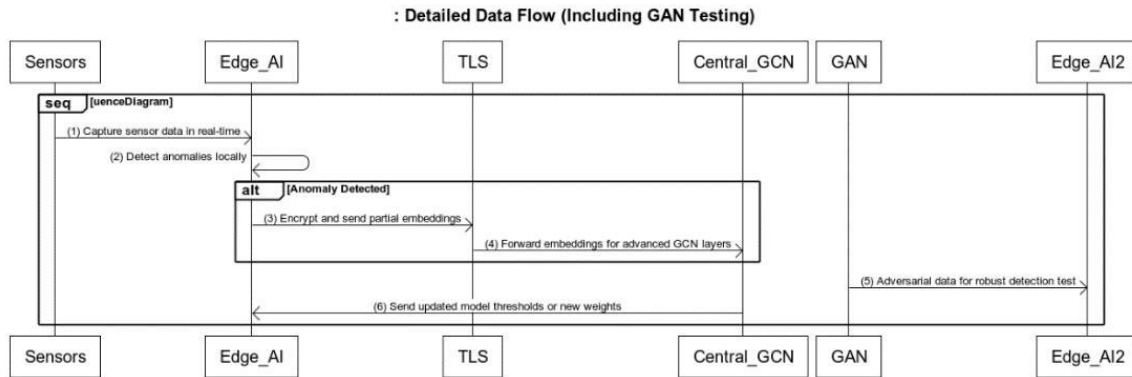 : Detailed Data Flow (Including GAN Testing)
Sensors Edge_AI TLS Central_GCN GAN Edge_AI2
seq [uenceDiagram]
(1) Capture sensor data in real-time
(2) Detect anomalies locally
alt [Anomaly Detected]
(3) Encrypt and send partial embeddings
(4) Forward embeddings for advanced GCN layers
(5) Adversarial data for robust detection test
(6) Send updated model thresholds or new weights
Sensors Edge_AI TLS Central_GCN GAN Edge_AI2